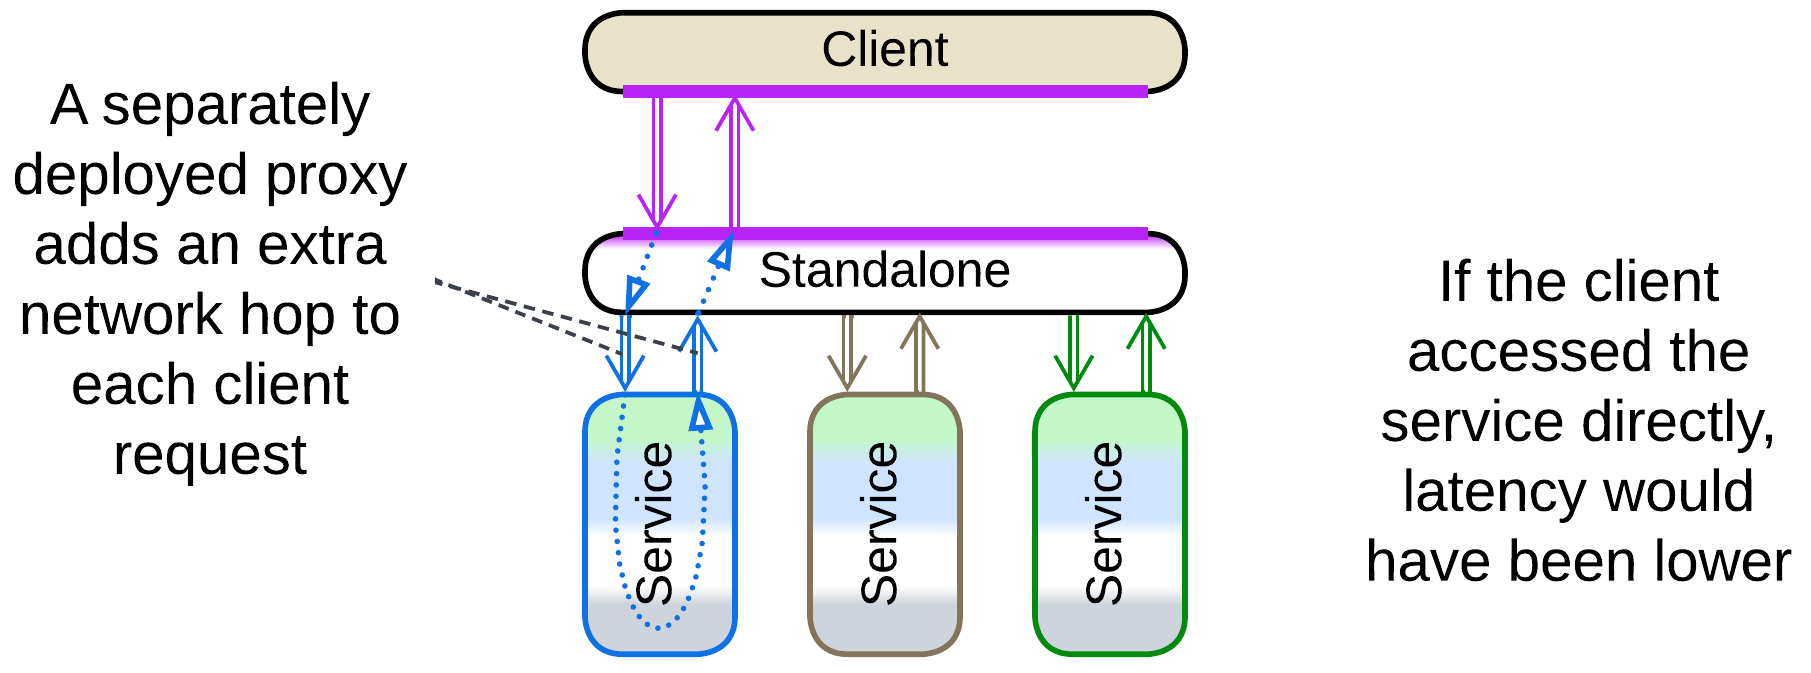 Client
A separately
deployed proxy
adds an extra
network hop to
each client
request
Standalone
If the client
accessed the
service directly,
latency would
have been lower
Service
Service
Service